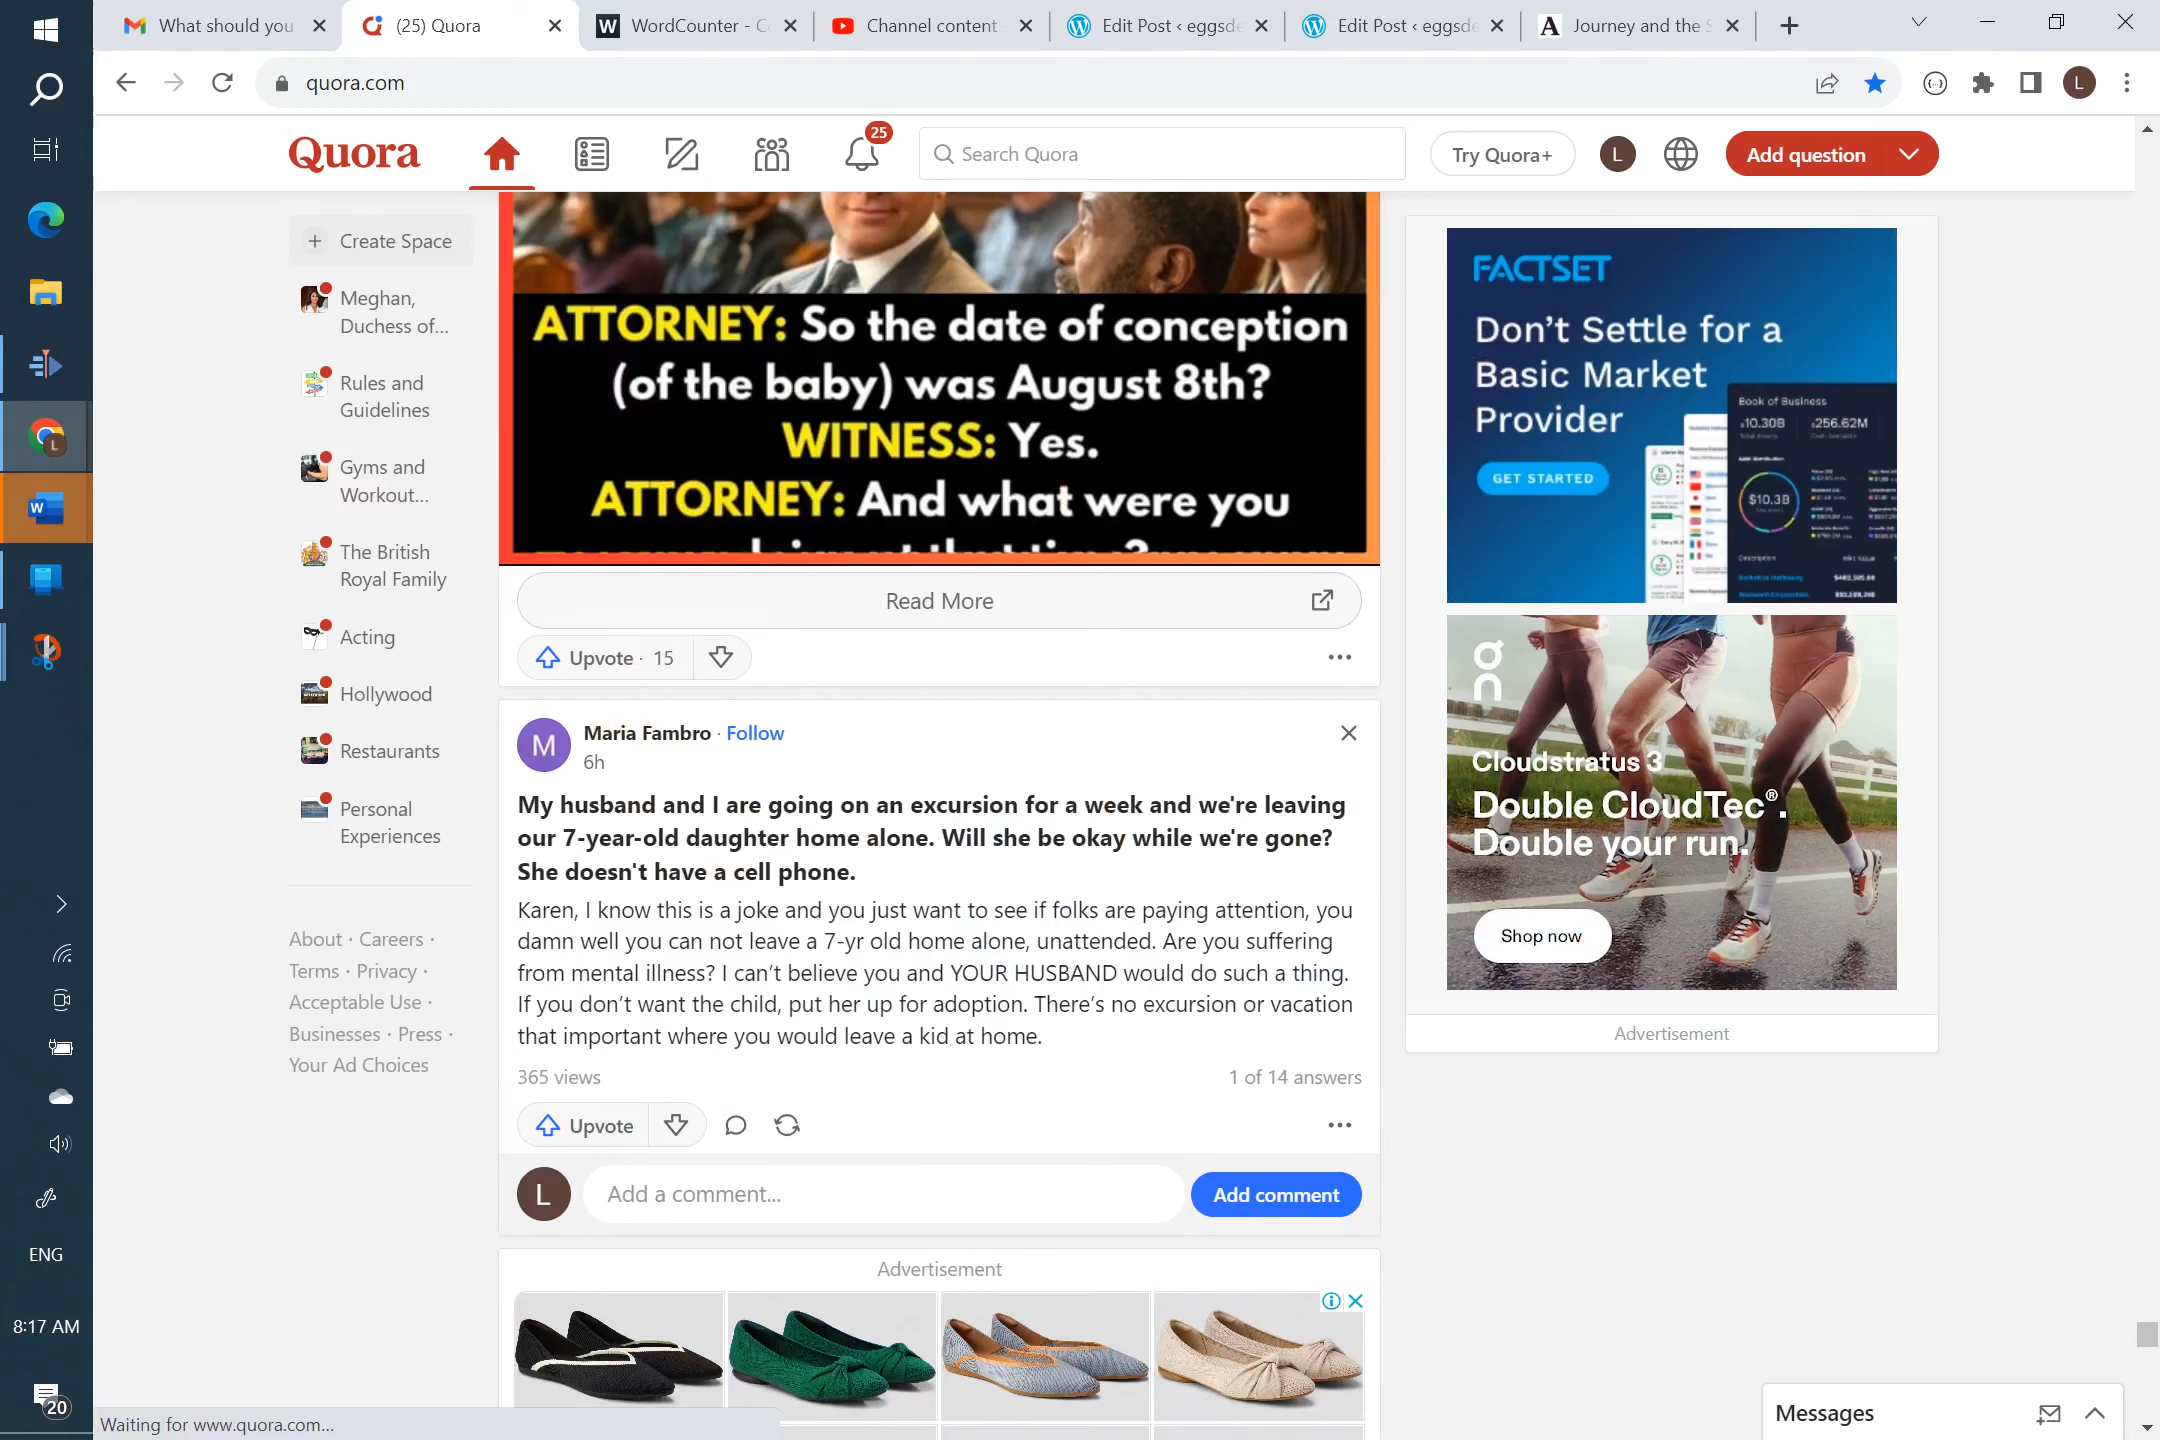 What should you
(25) Quora
WordCounter - Co
Channel content
Edit Post ‹ eggsde
Edit Post ‹ eggsde
Journey and the S
quora.com
L
Quora
25
Search Quora
Try Quora+
L
Add question
Create Space
Meghan,
Duchess of...
Rules and
Guidelines
Gyms and
Workout...
The British
Royal Family
Acting
Hollywood
Restaurants
Personal
Experiences
About · Careers ·
Terms · Privacy ·
Acceptable Use ·
Businesses · Press ·
Your Ad Choices
ATTORNEY: So the date of conception
(of the baby) was August 8th?
WITNESS: Yes.
ATTORNEY: And what were you
Read More
Upvote · 15
M
Maria Fambro · Follow
6h
My husband and I are going on an excursion for a week and we're leaving
our 7-year-old daughter home alone. Will she be okay while we're gone?
She doesn't have a cell phone.
Karen, I know this is a joke and you just want to see if folks are paying attention, you
damn well you can not leave a 7-yr old home alone, unattended. Are you suffering
from mental illness? I can't believe you and YOUR HUSBAND would do such a thing.
If you don't want the child, put her up for adoption. There's no excursion or vacation
that important where you would leave a kid at home.
365 views
1 of 14 answers
Upvote
L
Add a comment...
Add comment
Advertisement
FACTSET
Don't Settle for a
Basic Market
Provider
GET STARTED
Book of Business
$10.30B
$256.62M
$10.3B
on
Cloudstratus 3
Double CloudTec®.
Double your run.
Shop now
Advertisement
Messages
ENG
8:17 AM
20
Waiting for www.quora.com...